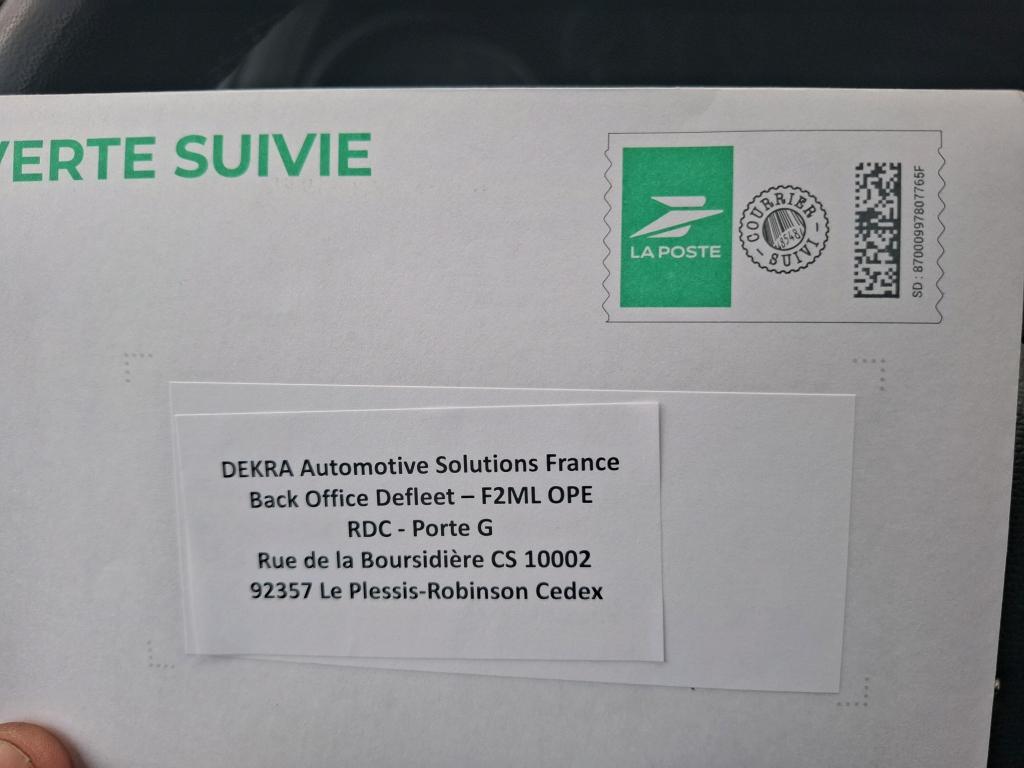 VERTE SUIVIE
LA POSTE
COURRIER
SUIVI
SD : 87000997807765F
DEKRA Automotive Solutions France
Back Office Defleet – F2ML OPE
RDC - Porte G
Rue de la Boursidière CS 10002
92357 Le Plessis-Robinson Cedex